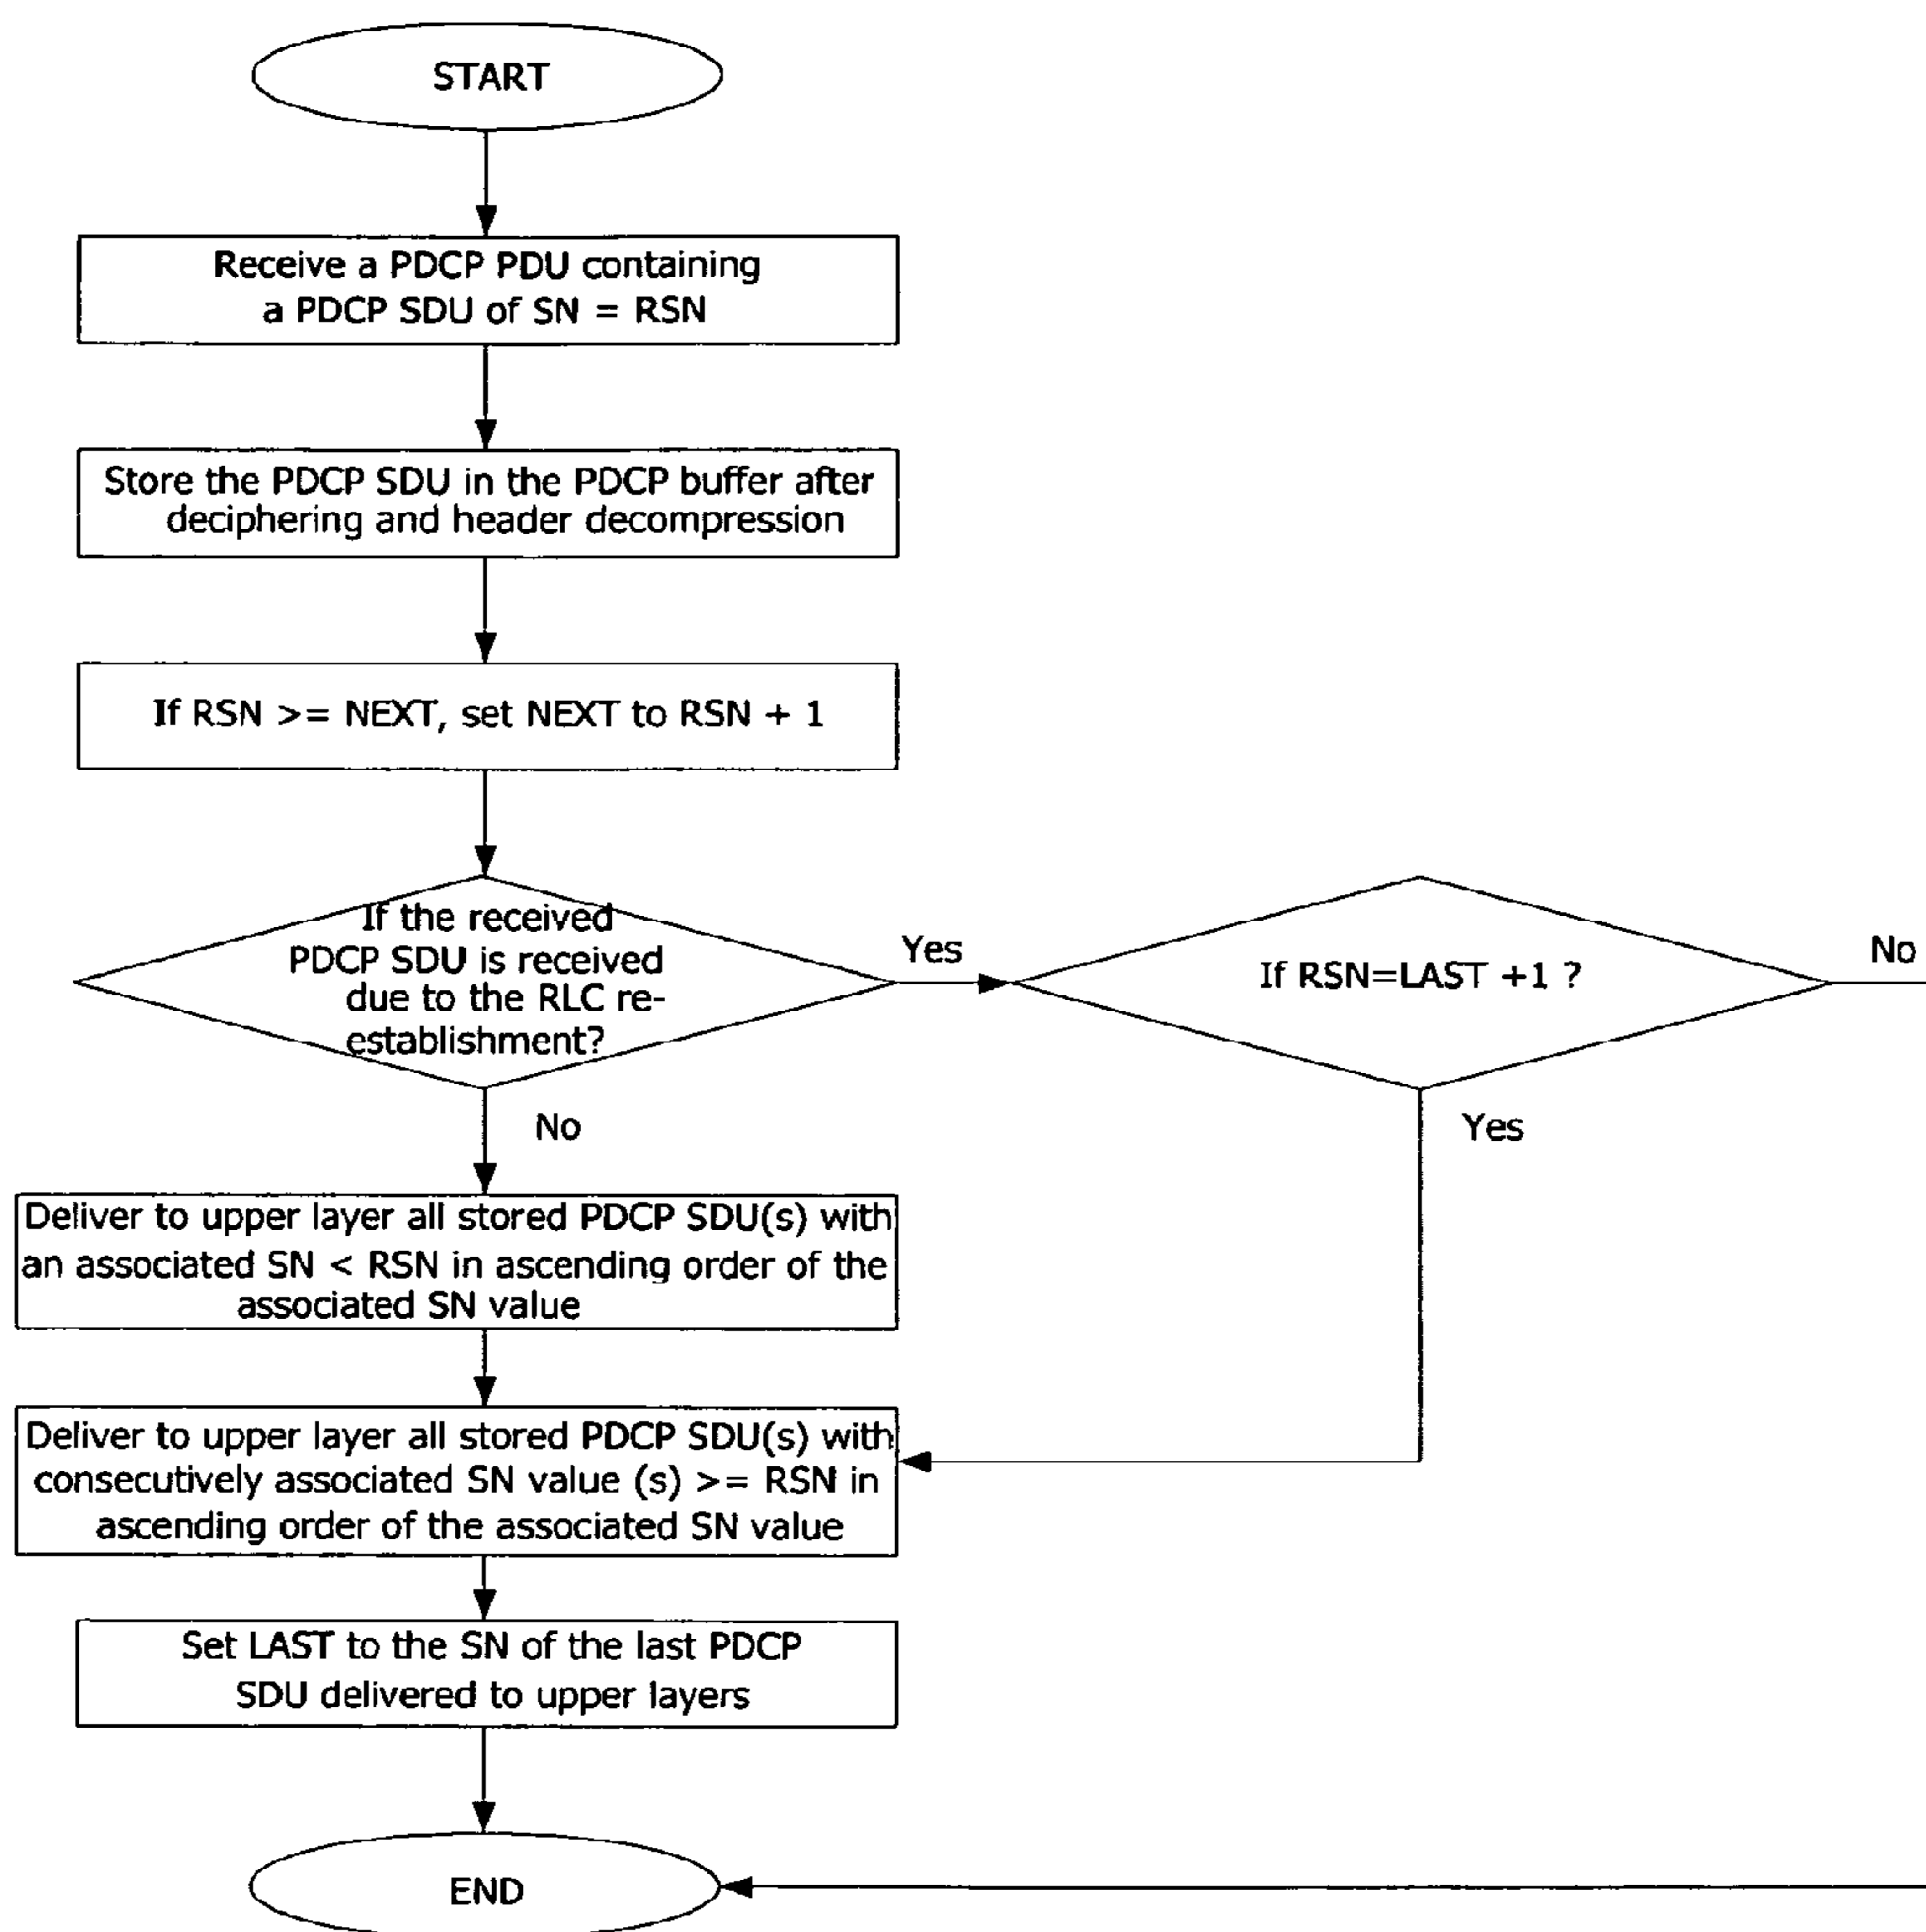 START
Receive a PDCP PDU containing
a PDCP SDU of SN = RSN
Store the PDCP SDU in the PDCP buffer after
deciphering and header decompression
If RSN >= NEXT, set NEXT to RSN + 1
If the received
PDCP SDU is received
due to the RLC re-
establishment?
Yes
If RSN=LAST +1 ?
No
No
Yes
Deliver to upper layer all stored PDCP SDU(s) with
an associated SN < RSN in ascending order of the
associated SN value
Deliver to upper layer all stored PDCP SDU(s) with
consecutively associated SN value (s) >= RSN in
ascending order of the associated SN value
Set LAST to the SN of the last PDCP
SDU delivered to upper layers
END